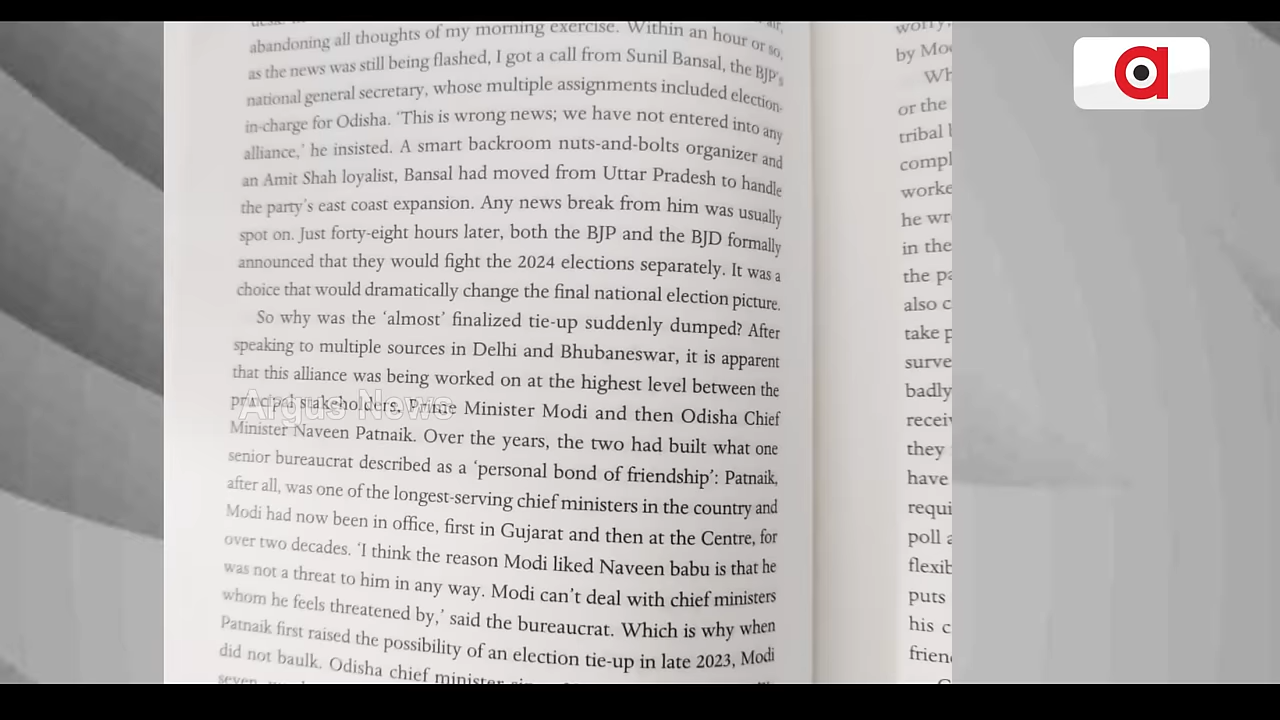 abandoning all thoughts of my morning exercise. Within an hour or so,
as the news was still being flashed, I got a call from Sunil Bansal, the BJP's
national general secretary, whose multiple assignments included election-
in-charge for Odisha. 'This is wrong news; we have not entered into any
alliance,' he insisted. A smart backroom nuts-and-bolts organizer and
an Amit Shah loyalist, Bansal had moved from Uttar Pradesh to handle
the party's east coast expansion. Any news break from him was usually
spot on. Just forty-eight hours later, both the BJP and the BJD formally
announced that they would fight the 2024 elections separately. It was a
choice that would dramatically change the final national election picture.
So why was the 'almost' finalized tie-up suddenly dumped? After
speaking to multiple sources in Delhi and Bhubaneswar, it is apparent
that this alliance was being worked on at the highest level between the
principal stakeholders, Prime Minister Modi and then Odisha Chief
Minister Naveen Patnaik. Over the years, the two had built what one
senior bureaucrat described as a 'personal bond of friendship': Patnaik,
after all, was one of the longest-serving chief ministers in the country and
Modi had now been in office, first in Gujarat and then at the Centre, for
over two decades. 'I think the reason Modi liked Naveen babu is that he
was not a threat to him in any way. Modi can't deal with chief ministers
whom he feels threatened by,' said the bureaucrat. Which is why when
Patnaik first raised the possibility of an election tie-up in late 2023, Modi
did not baulk. Odisha chief minister
Argus News
worry,
by Mo
Wh
or the
tribal
compl
worke
he wr
in the
the pa
also c
take p
surve
badly
recei
they
have
requi
poll a
flexib
puts
his c
frien
a